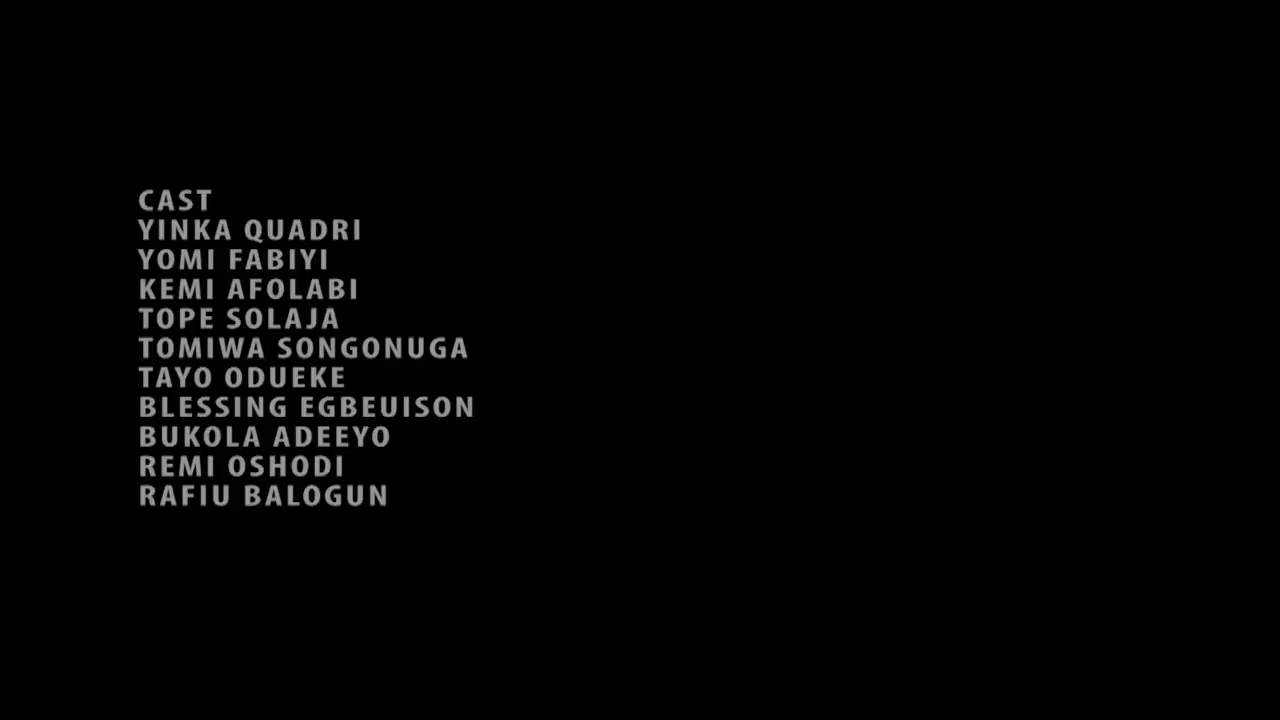 CAST
YINKA QUADRI
YOMI FABIYI
KEMI AFOLABI
TOPE SOLAJA
TOMIWA SONGONUGA
TAYO ODUEKE
BLESSING EGBEUISON
BUKOLA ADEEYO
REMI OSHODI
RAFIU BALOGUN